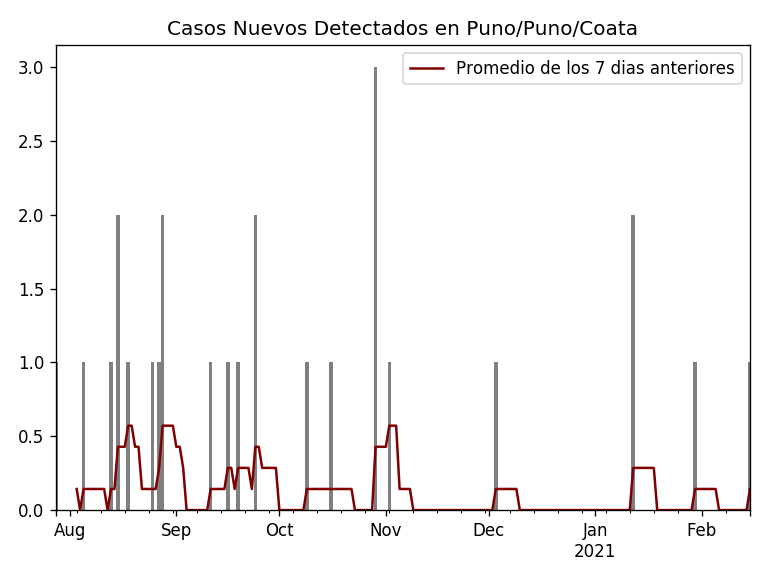 Casos Nuevos Detectados en Puno/Puno/Coata
Promedio de los 7 dias anteriores
3.0
2.5
2.0
1.5
1.0
0.5
0.0
Aug Sep Oct Nov Dec Jan Feb
2021